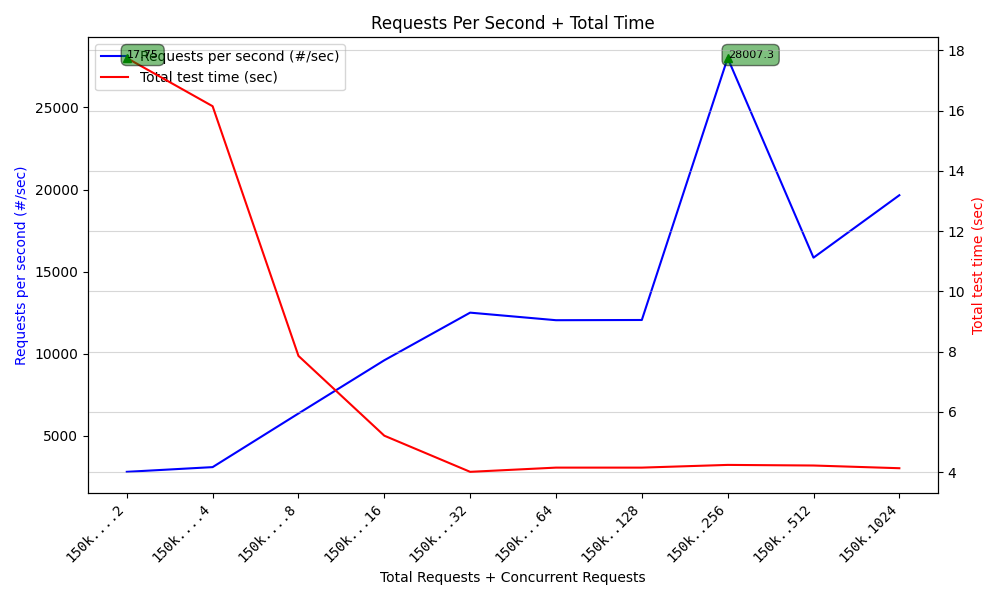 Requests Per Second + Total Time
Requests per second (#/sec)
Total test time (sec)
17.75
28007.3
25000
20000
15000
10000
5000
Requests per second (#/sec)
18
16
14
12
10
8
6
4
Total test time (sec)
150k....2
150k....4
150k....8
150k...16
150k...32
150k...64
150k..128
150k..256
150k..512
150k.1024
Total Requests + Concurrent Requests